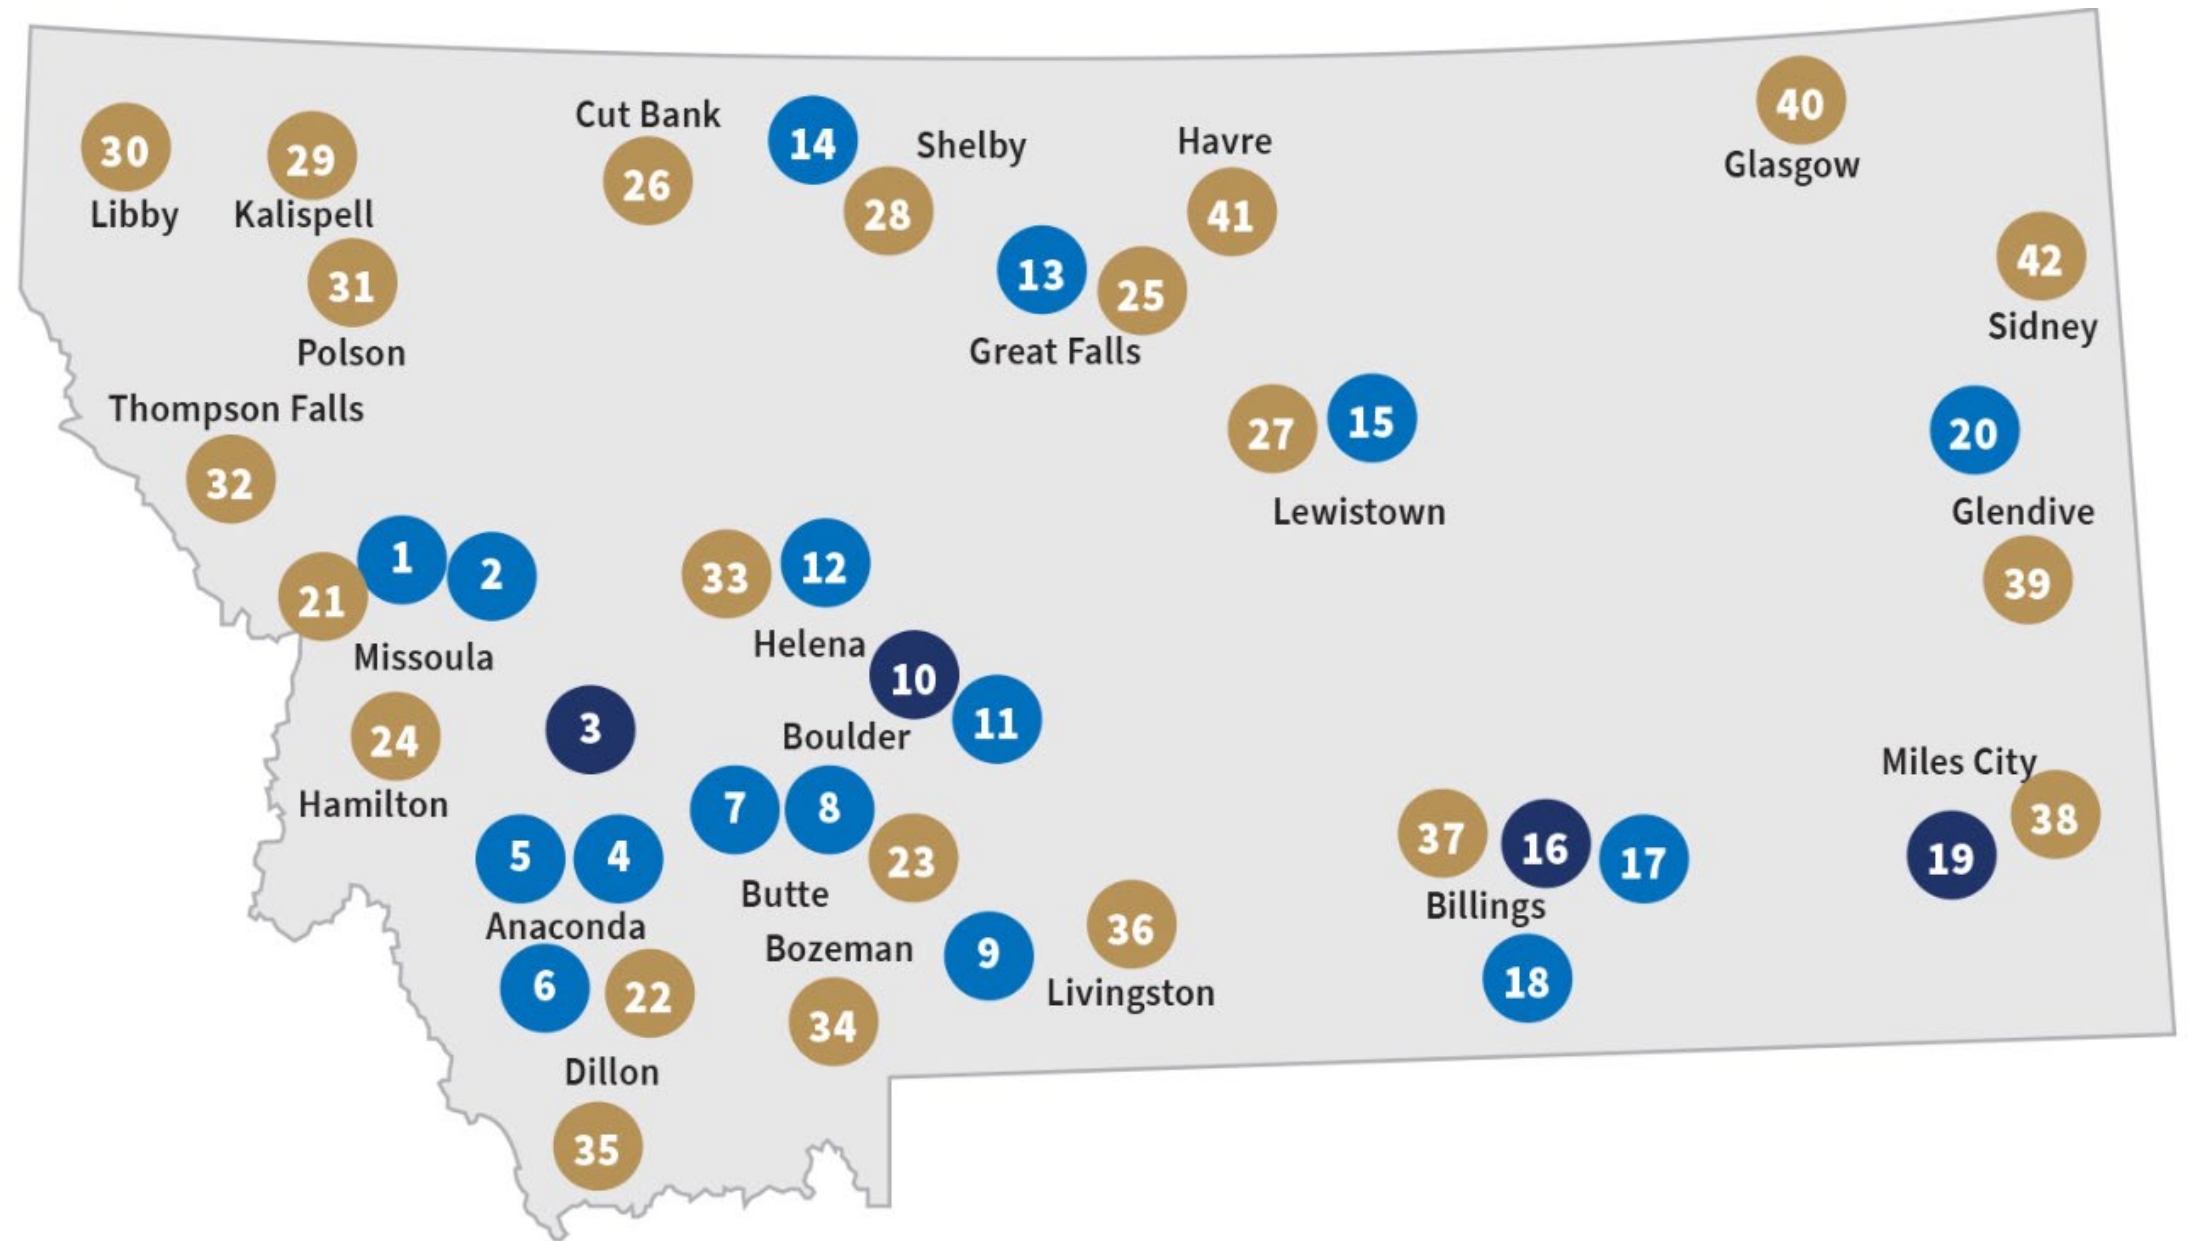 30
Libby
29
Kalispell
31
Polson
Cut Bank
26
14
Shelby
28
Havre
41
13
25
Great Falls
40
Glasgow
42
Sidney
Thompson Falls
32
27
15
Lewistown
20
Glendive
39
21
1
2
Missoula
33
12
Helena
10
11
Boulder
24
Hamilton
3
7
8
23
Butte
5
4
Anaconda
6
22
Dillon
35
Bozeman
34
9
36
Livingston
37
16
17
Billings
18
Miles City
38
19